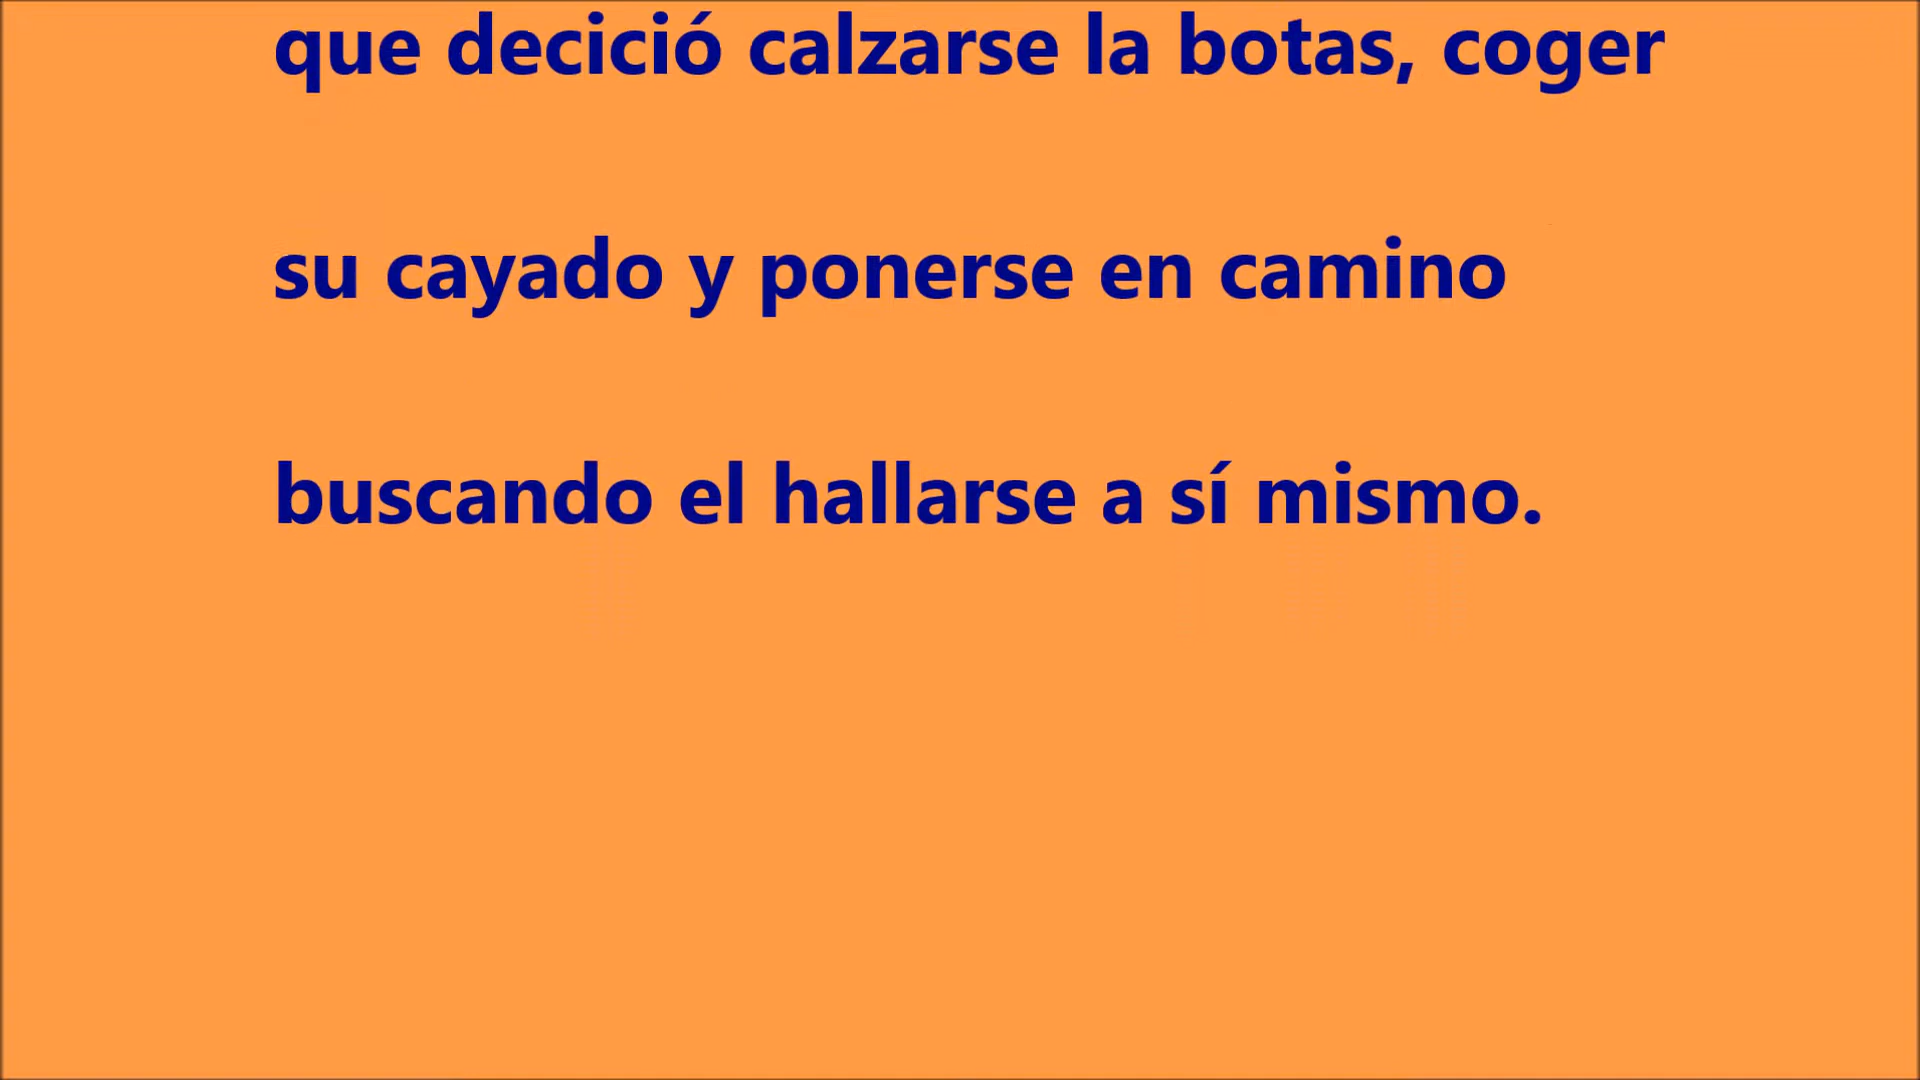 que decició calzarse la botas, coger
su cayado y ponerse en camino
buscando el hallarse a sí mismo.